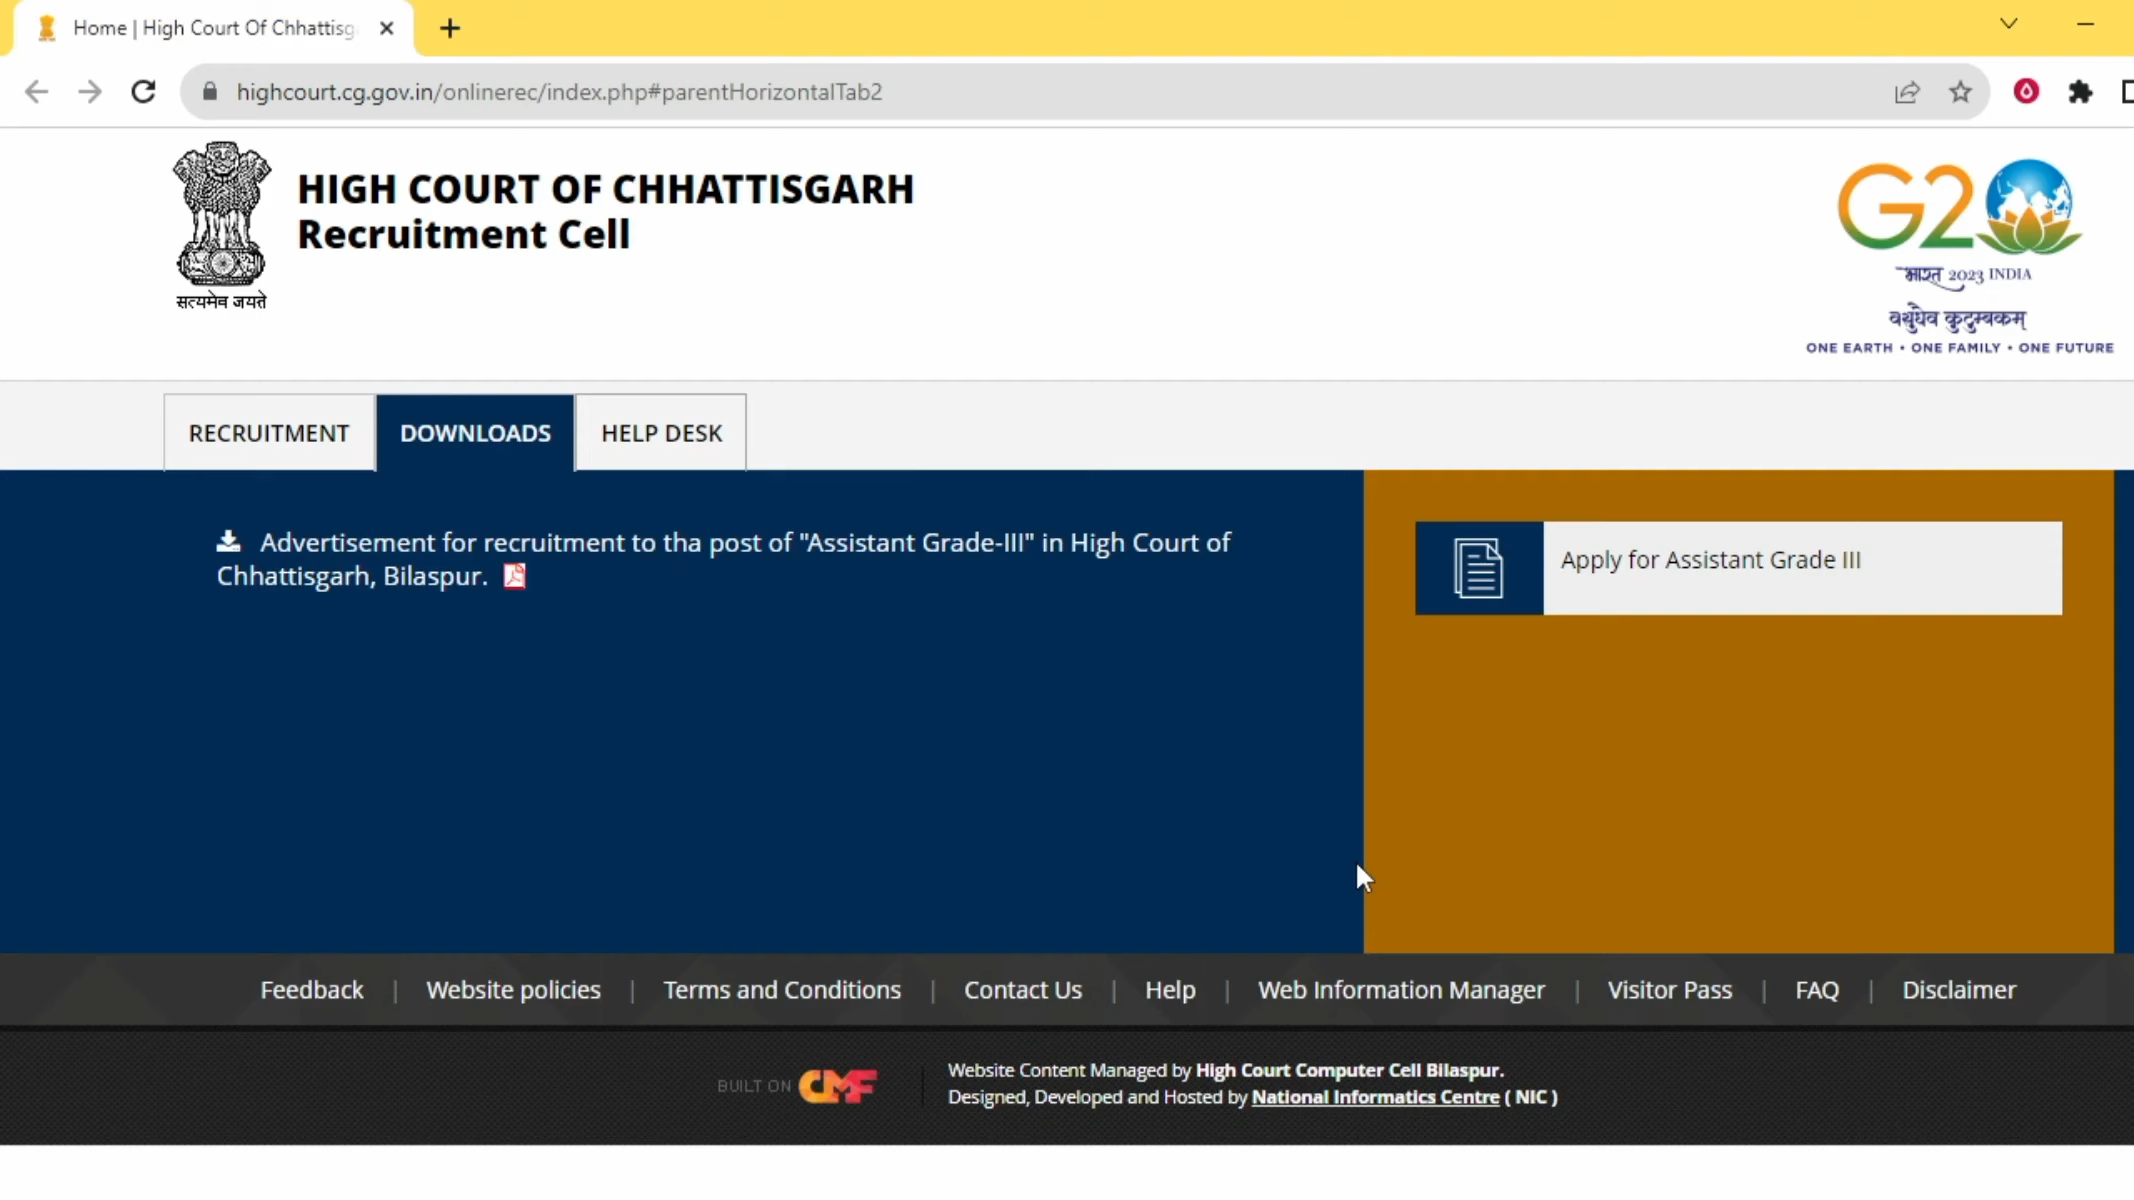 Home | High Court Of Chhattisg
highcourt.cg.gov.in/onlinerec/index.php#parentHorizontalTab2
सत्यमेव जयते
HIGH COURT OF CHHATTISGARH
Recruitment Cell
G20
भारत 2023 INDIA
वसुधैव कुटुम्बकम्
ONE EARTH • ONE FAMILY • ONE FUTURE
RECRUITMENT
DOWNLOADS
HELP DESK
Advertisement for recruitment to tha post of "Assistant Grade-III" in High Court of
Chhattisgarh, Bilaspur.
Apply for Assistant Grade III
Feedback | Website policies | Terms and Conditions | Contact Us | Help | Web Information Manager | Visitor Pass | FAQ | Disclaimer
BUILT ON CMF
Website Content Managed by High Court Computer Cell Bilaspur.
Designed, Developed and Hosted by National Informatics Centre ( NIC )